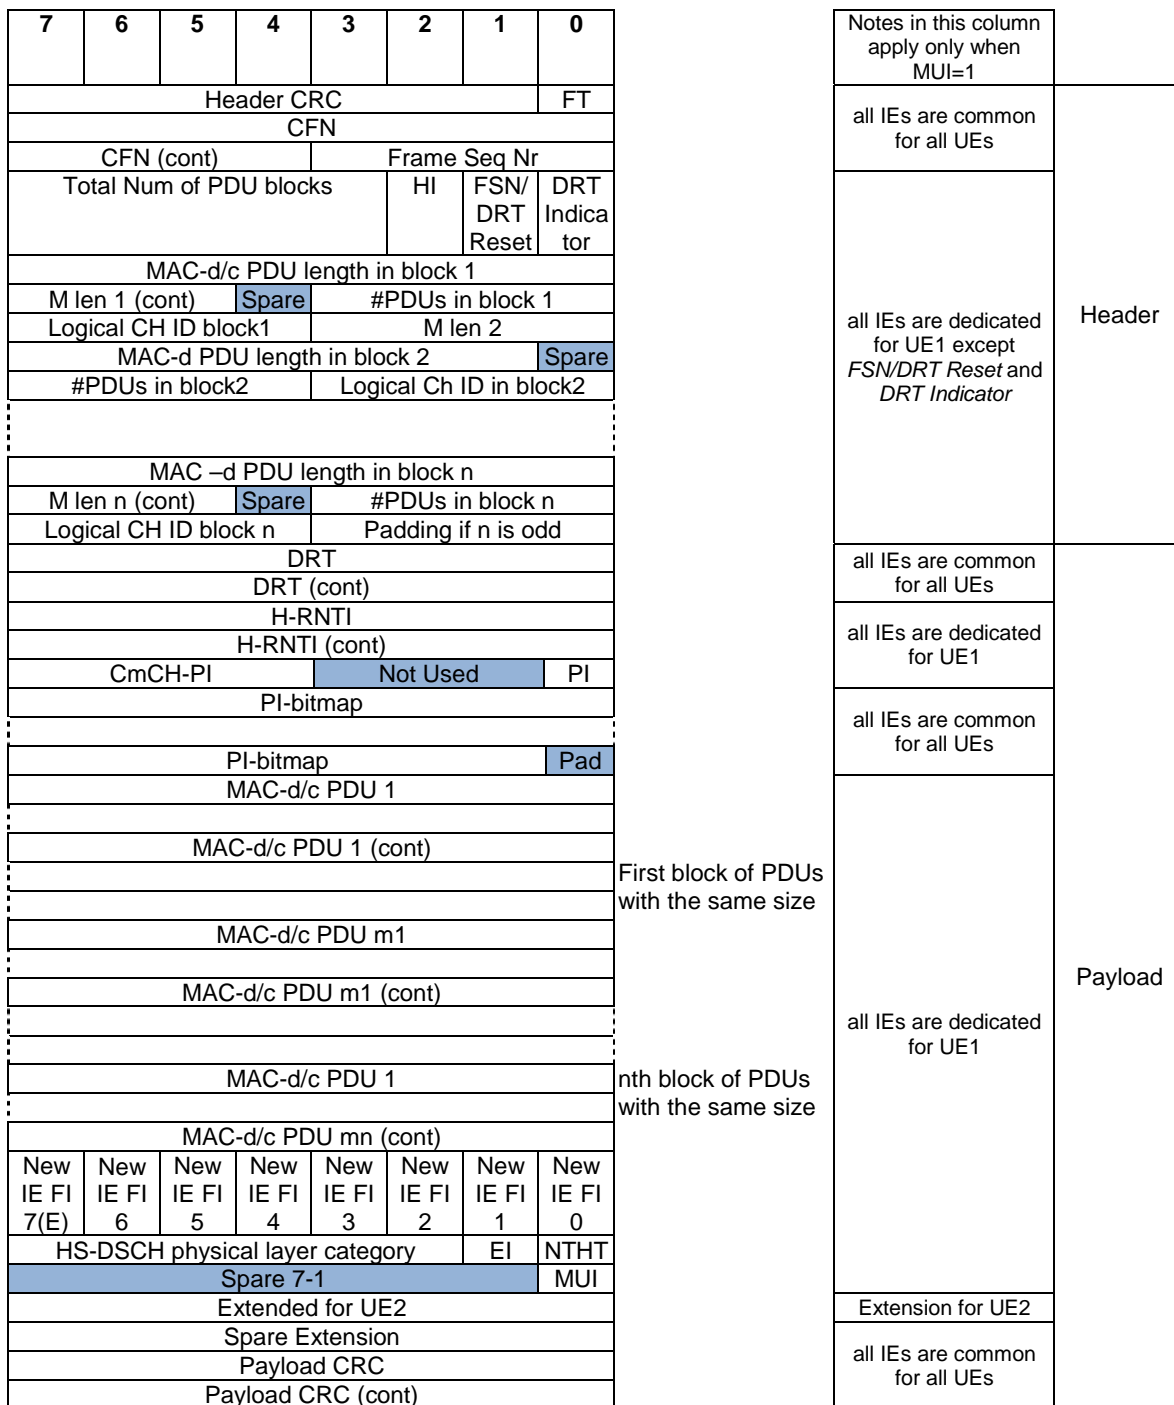 7 6 5 4 3 2 1 0
Notes in this column
apply only when
MUI=1
Header CRC FT
CFN
all IEs are common
for all UEs
CFN (cont) Frame Seq Nr
Total Num of PDU blocks HI FSN/ DRT
DRT Indica
Reset tor
MAC-d/c PDU length in block 1
M len 1 (cont) Spare #PDUs in block 1
Logical CH ID block1 M len 2
MAC-d PDU length in block 2 Spare
#PDUs in block2 Logical Ch ID in block2
all IEs are dedicated
for UE1 except
FSN/DRT Reset and
DRT Indicator
Header
MAC –d PDU length in block n
M len n (cont) Spare #PDUs in block n
Logical CH ID block n Padding if n is odd
DRT
DRT (cont)
all IEs are common
for all UEs
H-RNTI
H-RNTI (cont)
all IEs are dedicated
for UE1
CmCH-PI Not Used PI
PI-bitmap
all IEs are common
for all UEs
PI-bitmap Pad
MAC-d/c PDU 1
MAC-d/c PDU 1 (cont)
First block of PDUs
with the same size
MAC-d/c PDU m1
MAC-d/c PDU m1 (cont)
Payload
all IEs are dedicated
for UE1
MAC-d/c PDU 1
nth block of PDUs
with the same size
MAC-d/c PDU mn (cont)
New New New New New New New New
IE FI IE FI IE FI IE FI IE FI IE FI IE FI IE FI
7(E) 6 5 4 3 2 1 0
HS-DSCH physical layer category EI NTHT
Spare 7-1 MUI
Extended for UE2 Extension for UE2
Spare Extension
Payload CRC
Payload CRC (cont)
all IEs are common
for all UEs